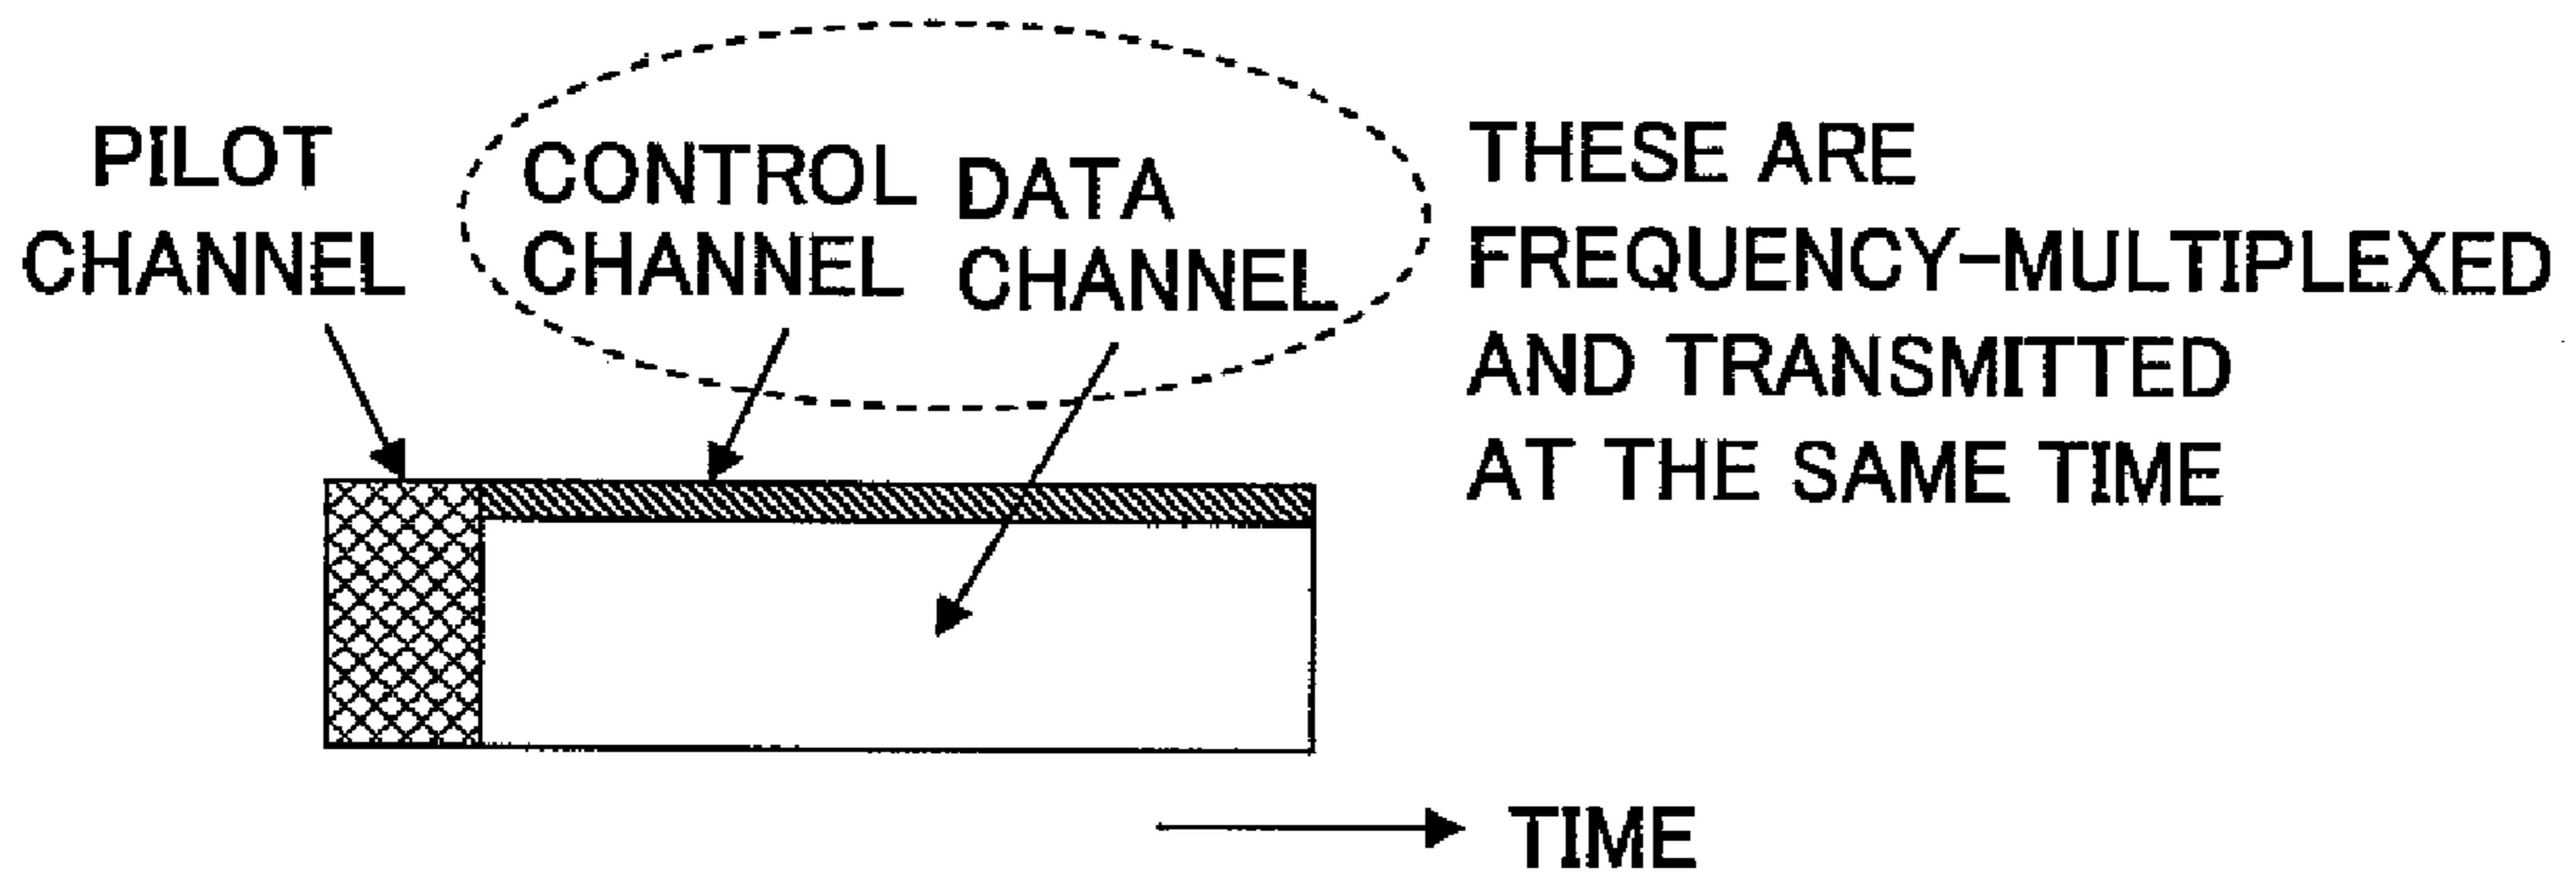 PILOT
CHANNEL
CONTROL
CHANNEL
DATA
CHANNEL
THESE ARE
FREQUENCY-MULTIPLEXED
AND TRANSMITTED
AT THE SAME TIME
TIME